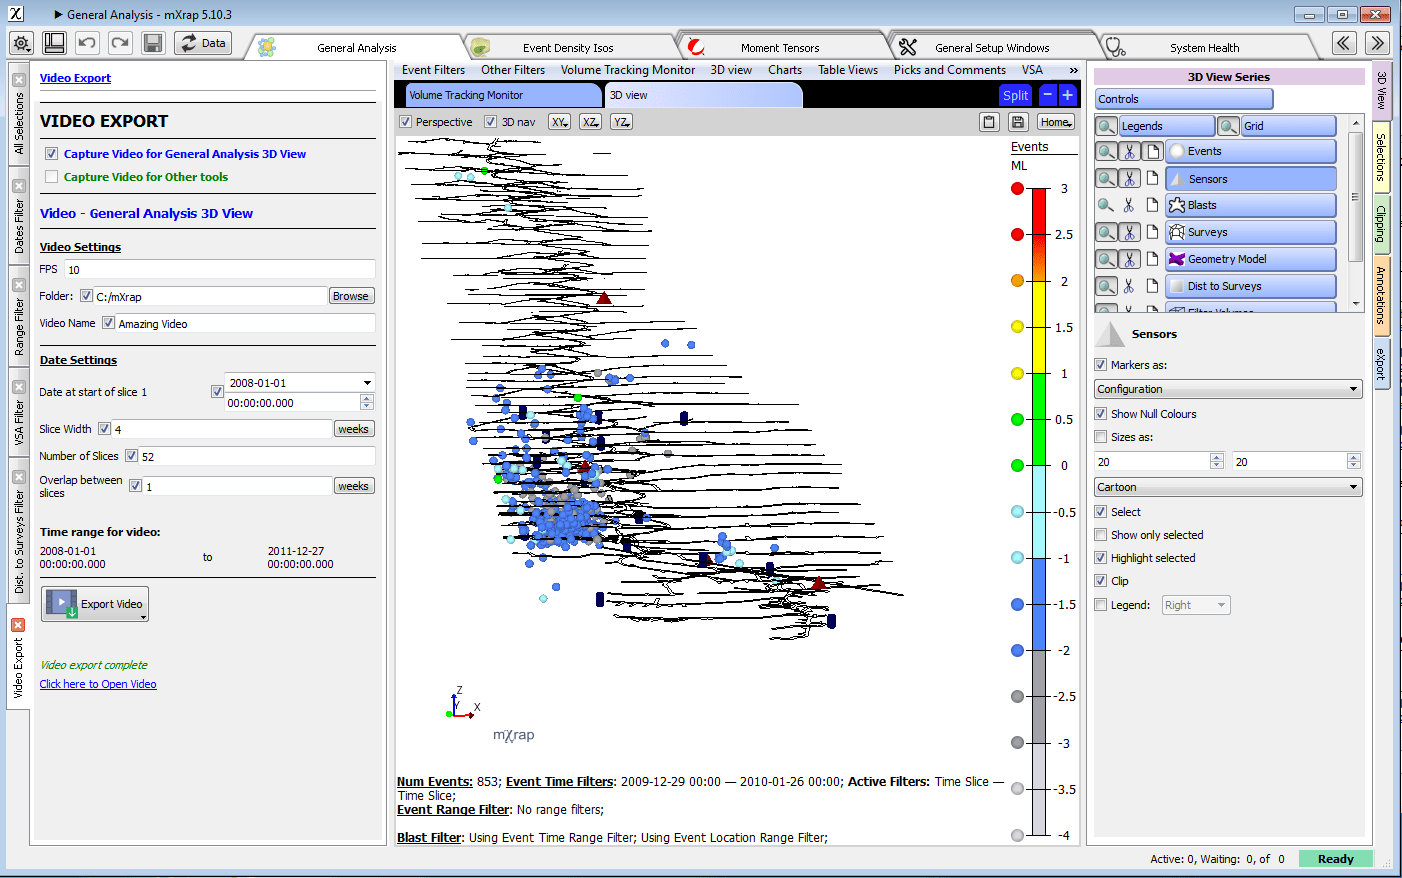 General Analysis - mXrap 5.10.3
Data
General Analysis
Event Density Isos
Moment Tensors
General Setup Windows
System Health
All Selections
Dates Filter
Range Filter
VSA Filter
Dist. to Surveys Filter
Video Export
Video Export
VIDEO EXPORT
Capture Video for General Analysis 3D View
Capture Video for Other tools
Video - General Analysis 3D View
Video Settings
FPS 10
Folder: C:/mXrap Browse
Video Name Amazing Video
Date Settings
Date at start of slice 1 2008-01-01
00:00:00.000
Slice Width 4 weeks
Number of Slices 52
Overlap between slices 1 weeks
Time range for video:
2008-01-01 00:00:00.000 to 2011-12-27 00:00:00.000
Export Video
Video export complete
Click here to Open Video
Event Filters Other Filters Volume Tracking Monitor 3D view Charts Table Views Picks and Comments VSA »
Volume Tracking Monitor
3D view
Split − +
Perspective 3D nav XY XZ YZ Home
Events
ML
3
2.5
2
1.5
1
0.5
0
-0.5
-1
-1.5
-2
-2.5
-3
-3.5
-4
Z
Y
X
mXrap
Num Events: 853; Event Time Filters: 2009-12-29 00:00 — 2010-01-26 00:00; Active Filters: Time Slice —
Time Slice;
Event Range Filter: No range filters;
Blast Filter: Using Event Time Range Filter; Using Event Location Range Filter;
3D View Series
Controls
Legends Grid
Events
Sensors
Blasts
Surveys
Geometry Model
Dist to Surveys
Filter Volumes
Sensors
Markers as:
Configuration
Show Null Colours
Sizes as:
20 20
Cartoon
Select
Show only selected
Highlight selected
Clip
Legend: Right
3D View
Selections
Clipping
Annotations
eXport
Active: 0, Waiting: 0, of 0 Ready